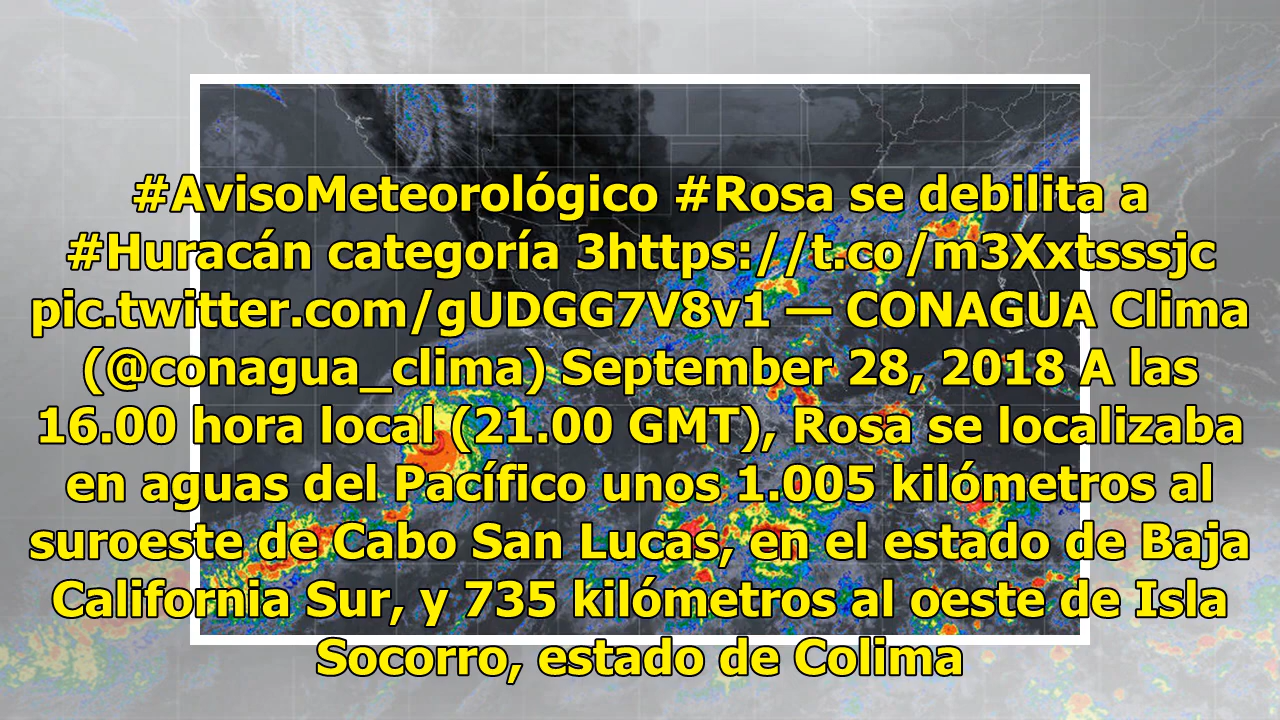 #AvisoMeteorológico #Rosa se debilita a
#Huracán categoría 3https://t.co/m3Xxtsssjc
pic.twitter.com/gUDGG7V8v1 — CONAGUA Clima
(@conagua_clima) September 28, 2018 A las
16.00 hora local (21.00 GMT), Rosa se localizaba
en aguas del Pacífico unos 1.005 kilómetros al
suroeste de Cabo San Lucas, en el estado de Baja
California Sur, y 735 kilómetros al oeste de Isla
Socorro, estado de Colima